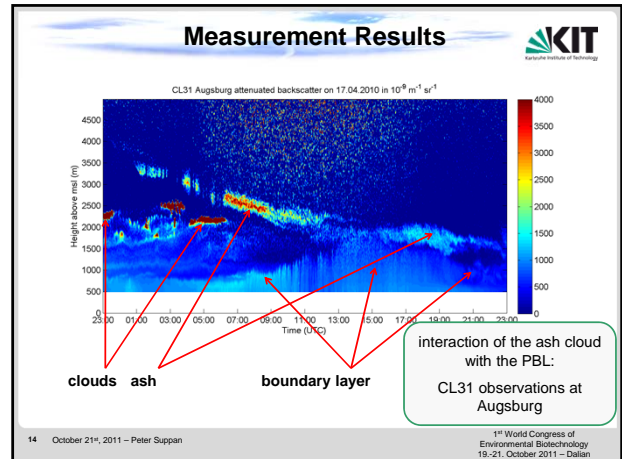 Measurement Results
KIT
Karlsruhe Institute of Technology
CL31 Augsburg attenuated backscatter on 17.04.2010 in 10⁻⁹ m⁻¹ sr⁻¹
Height above msl (m)
4500
4000
3500
3000
2500
2000
1500
1000
500
0
23:00 01:00 03:00 05:00 07:00 09:00 11:00 13:00 15:00 17:00 19:00 21:00 23:00
Time (UTC)
4000
3500
3000
2500
2000
1500
1000
500
0
clouds ash boundary layer
interaction of the ash cloud
with the PBL:
CL31 observations at
Augsburg
14 October 21st, 2011 – Peter Suppan
1st World Congress of
Environmental Biotechnology
19.-21. October 2011 – Dalian